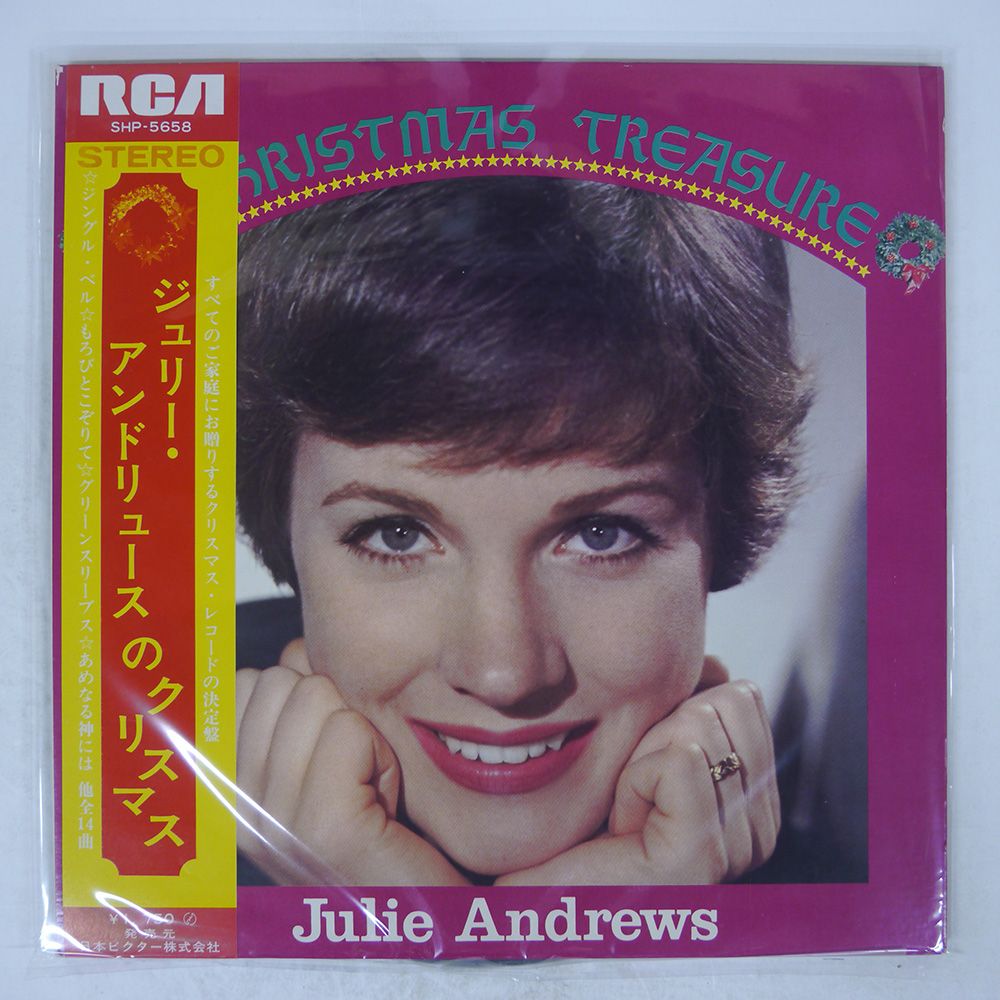 RCA
SHP-5658
STEREO
ジュリー・
アンドリュースのクリスマス
すべてのご家庭にお贈りするクリスマス・レコードの決定盤
☆ジングル・ベル☆もろびとこぞりて☆グリーンスリーブス☆あめなる神には 他全14曲
発売元
日本ビクター株式会社
TREASURE
Julie Andrews